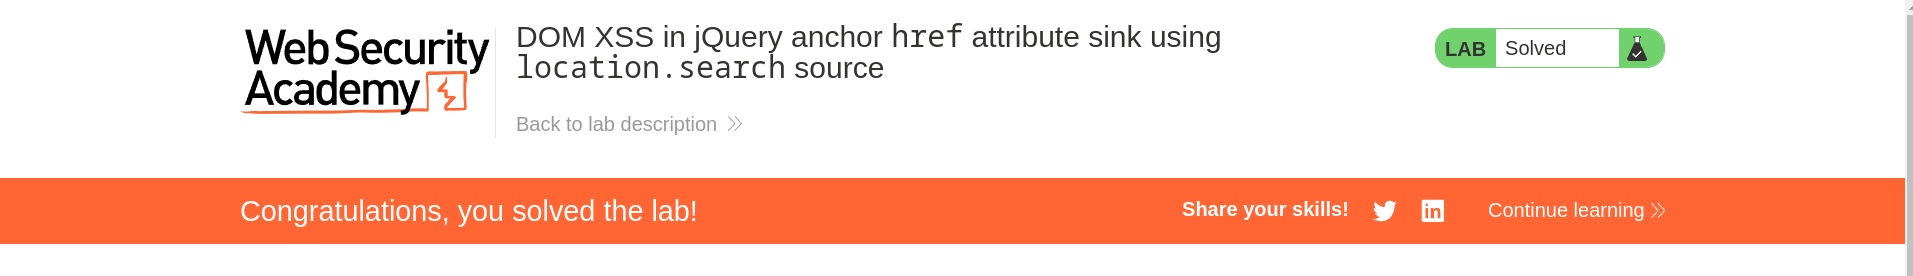 Web Security
Academy
DOM XSS in jQuery anchor href attribute sink using
location.search source
Back to lab description
LAB Solved
Congratulations, you solved the lab!
Share your skills!
Continue learning